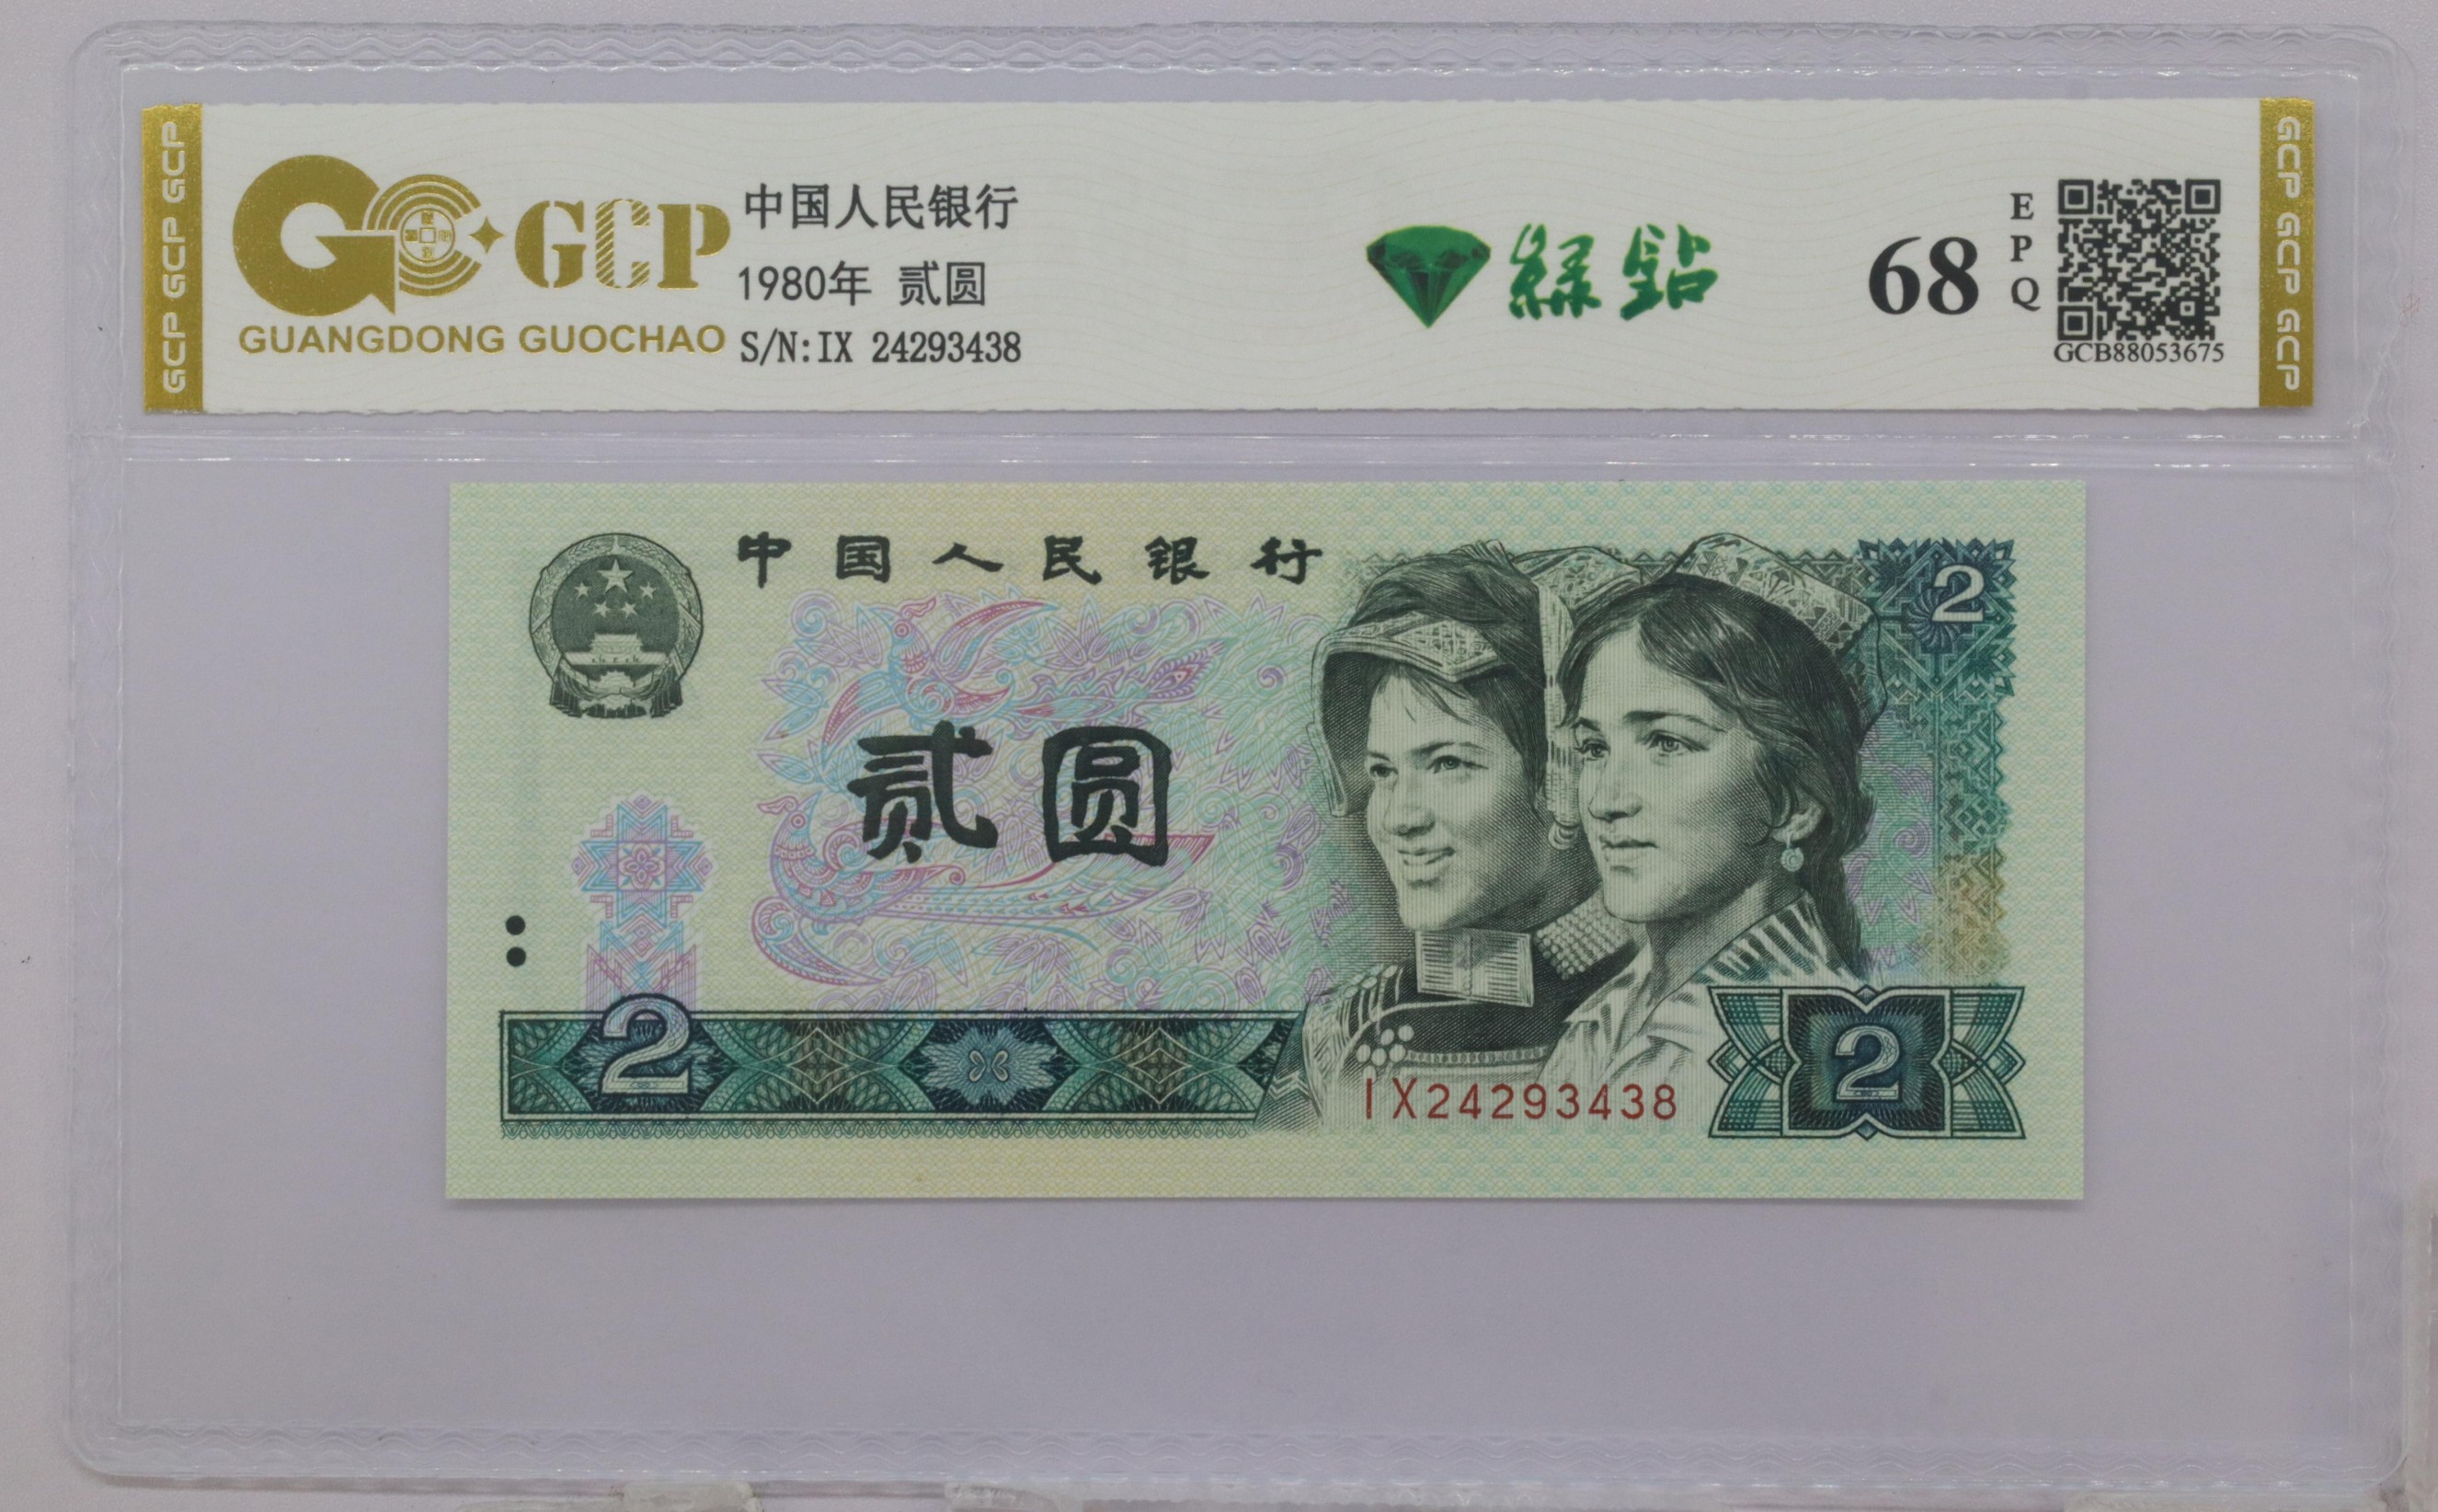 GCP GCP GCP
GCP
GUANGDONG GUOCHAO
中国人民银行
1980年 贰圆
S/N:IX 24293438
綠鉆
68
EPQ
GCB88053675
GCP GCP GCP
中国人民银行
2
贰圆
2
IX24293438
2